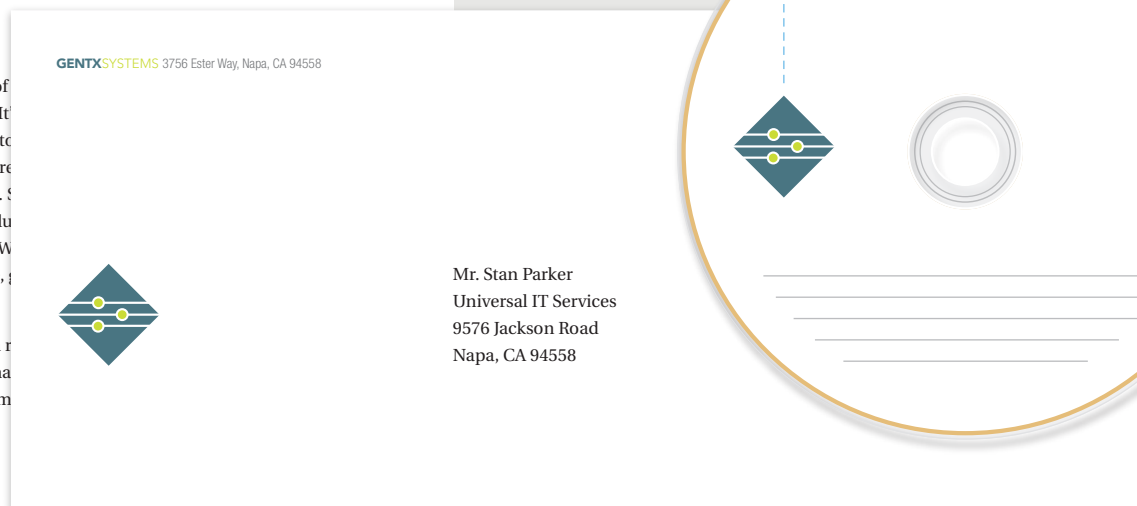 GENTXSYSTEMS 3756 Ester Way, Napa, CA 94558
Mr. Stan Parker
Universal IT Services
9576 Jackson Road
Napa, CA 94558